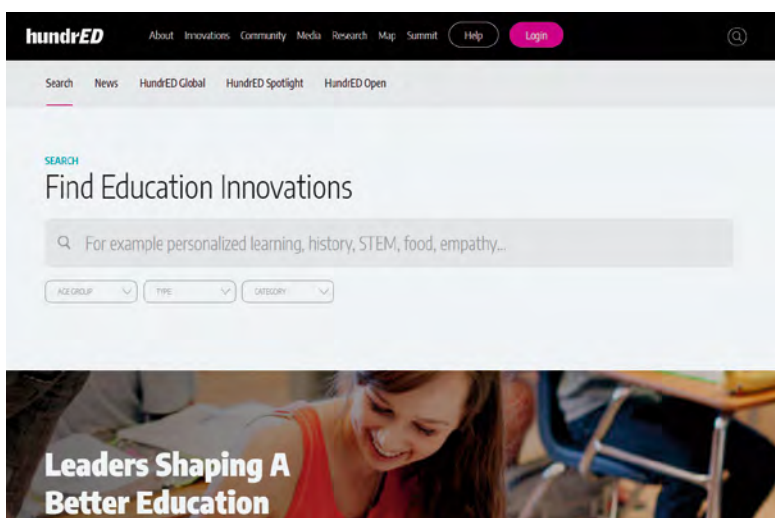 hundrED
About Innovations Community Media Research Map Summit Help Login
Search News HundrED Global HundrED Spotlight HundrED Open
SEARCH
Find Education Innovations
For example personalized learning, history, STEM, food, empathy...
AGE GROUP TYPE CATEGORY
Leaders Shaping A
Better Education